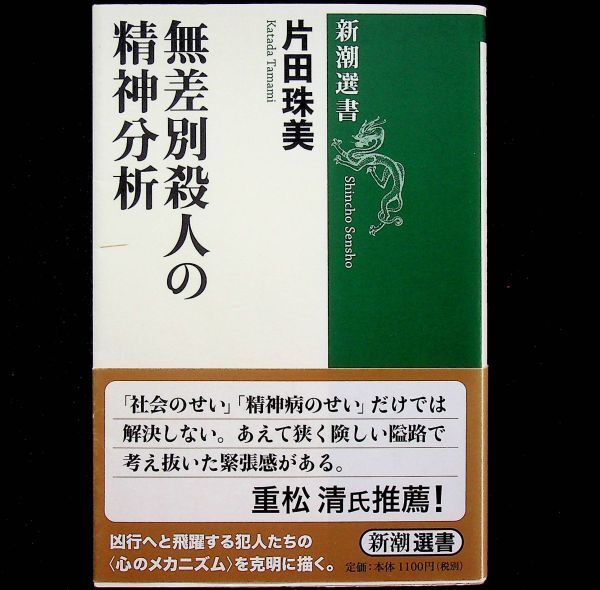 無差別殺人の
精神分析
片田珠美
Katada Tamami
新潮選書
Shincho Sensho
「社会のせい」「精神病のせい」だけでは
解決しない。あえて狭く険しい隘路で
考え抜いた緊張感がある。
重松 清氏推薦!
凶行へと飛躍する犯人たちの
〈心のメカニズム〉を克明に描く。
新潮選書
定価：本体1100円(税別)